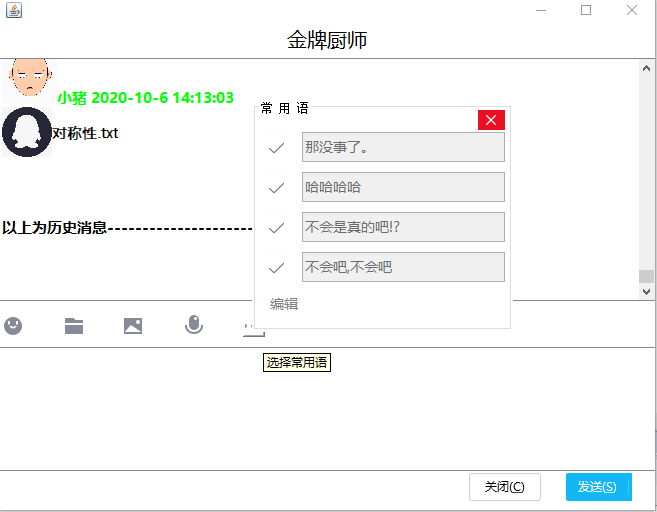 金牌厨师
小猪 2020-10-6 14:13:03
对称性.txt
以上为历史消息---------------------
常 用 语
那没事了。
哈哈哈哈
不会是真的吧!?
不会吧,不会吧
编辑
选择常用语
关闭(C)
发送(S)